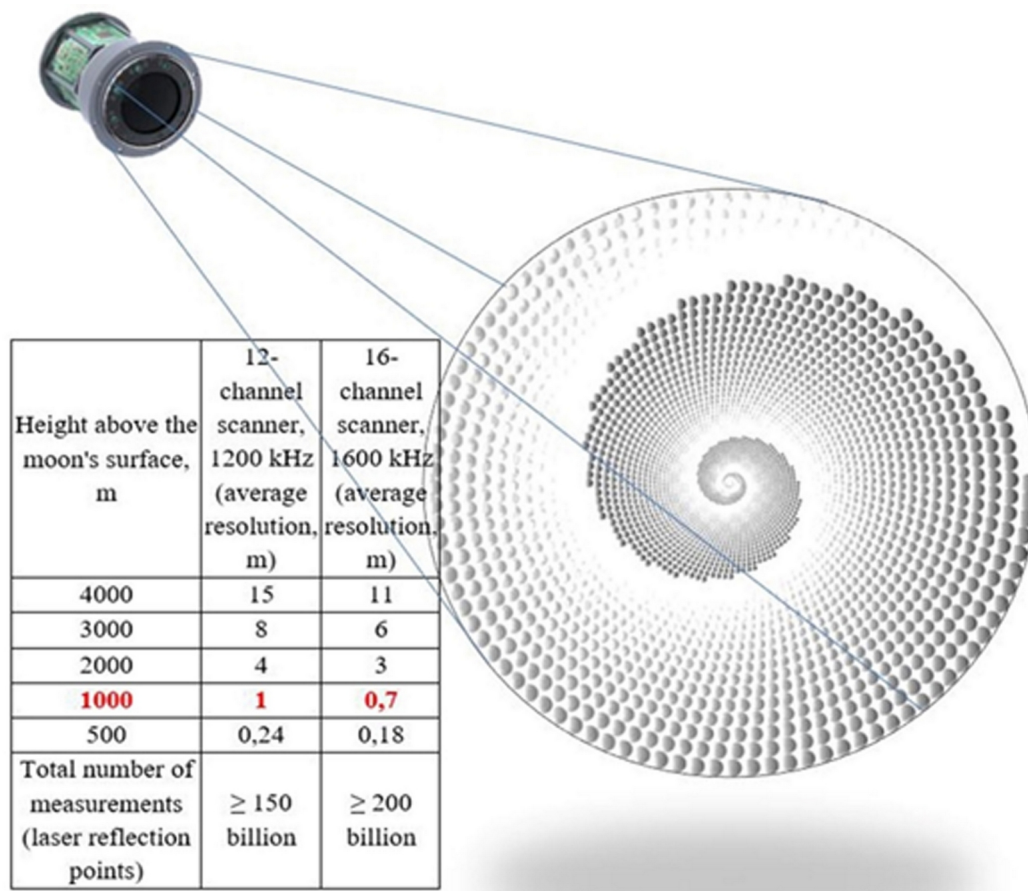 Height above the
moon's surface,
m
12-
channel
scanner,
1200 kHz
(average
resolution,
m)
16-
channel
scanner,
1600 kHz
(average
resolution,
m)
4000 15 11
3000 8 6
2000 4 3
1000 1 0,7
500 0,24 0,18
Total number of
measurements
(laser reflection
points)
≥ 150
billion
≥ 200
billion